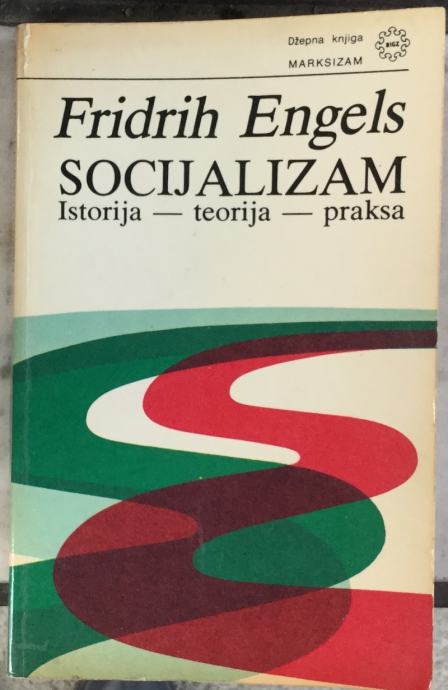 Džepna knjiga
BIGZ
MARKSIZAM
Fridrih Engels
SOCIJALIZAM
Istorija — teorija — praksa